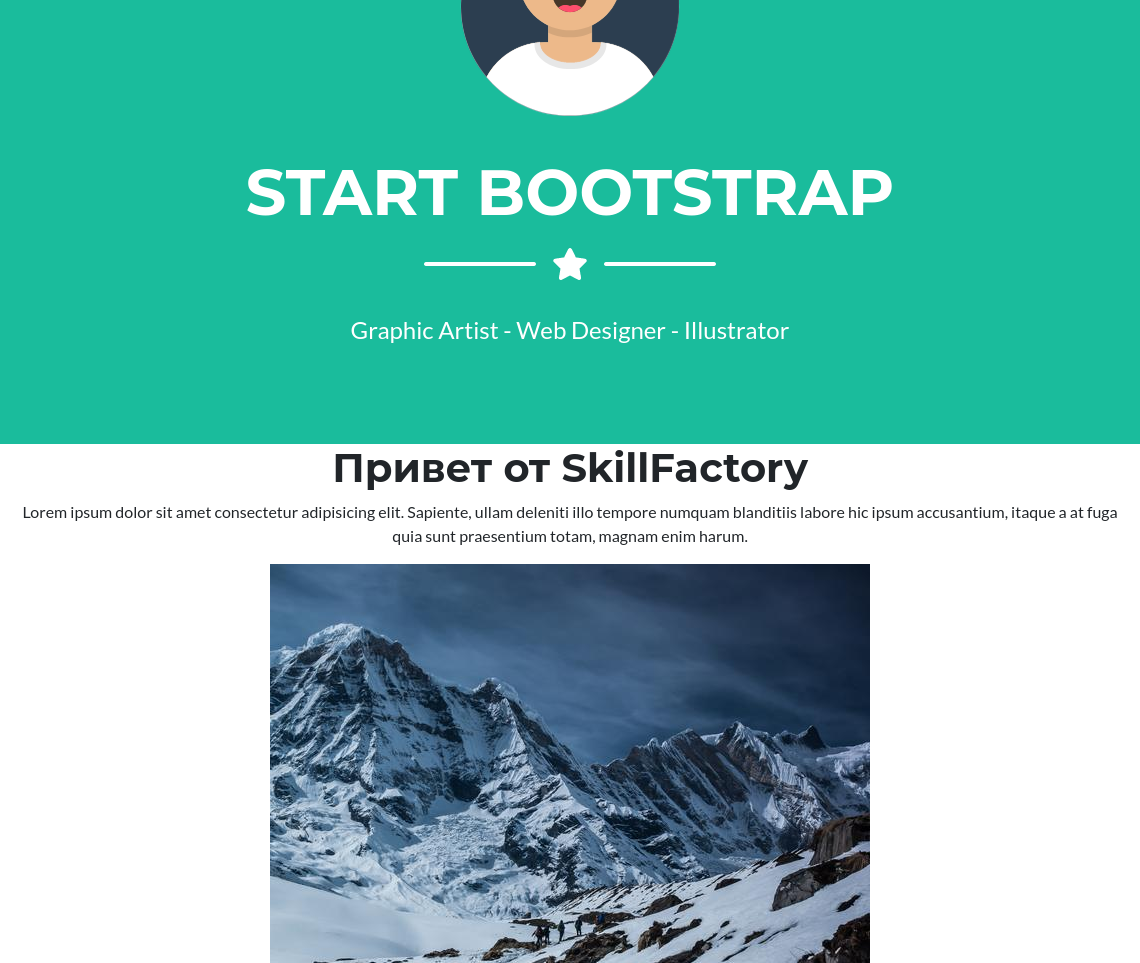 START BOOTSTRAP
Graphic Artist - Web Designer - Illustrator
Привет от SkillFactory
Lorem ipsum dolor sit amet consectetur adipisicing elit. Sapiente, ullam deleniti illo tempore numquam blanditiis labore hic ipsum accusantium, itaque a at fuga
quia sunt praesentium totam, magnam enim harum.